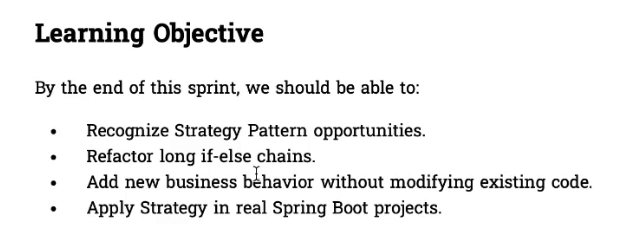 Learning Objective
By the end of this sprint, we should be able to:
• Recognize Strategy Pattern opportunities.
• Refactor long if-else chains.
• Add new business behavior without modifying existing code.
• Apply Strategy in real Spring Boot projects.